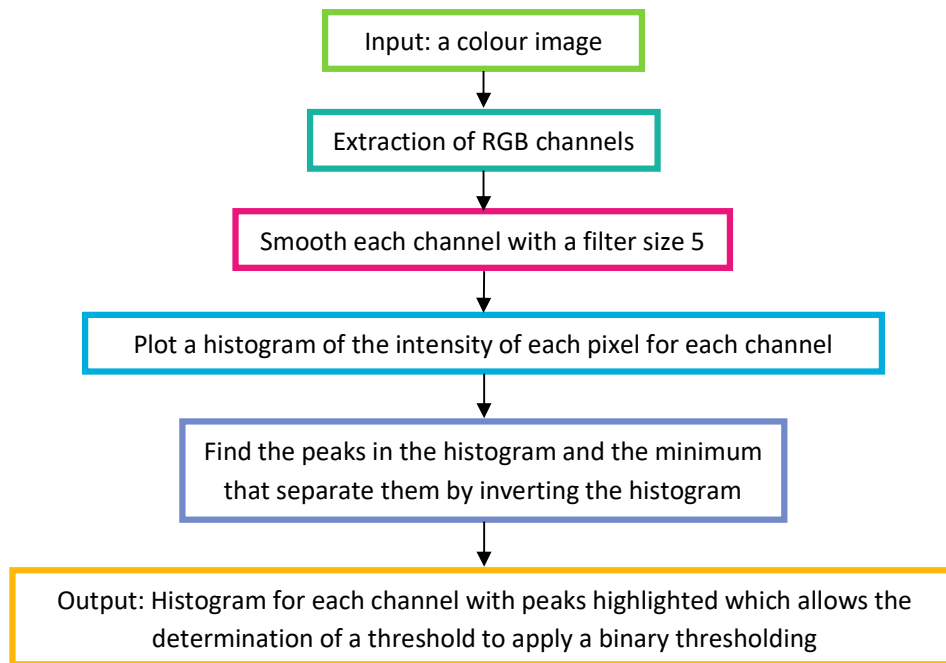 Input: a colour image
Extraction of RGB channels
Smooth each channel with a filter size 5
Plot a histogram of the intensity of each pixel for each channel
Find the peaks in the histogram and the minimum
that separate them by inverting the histogram
Output: Histogram for each channel with peaks highlighted which allows the
determination of a threshold to apply a binary thresholding